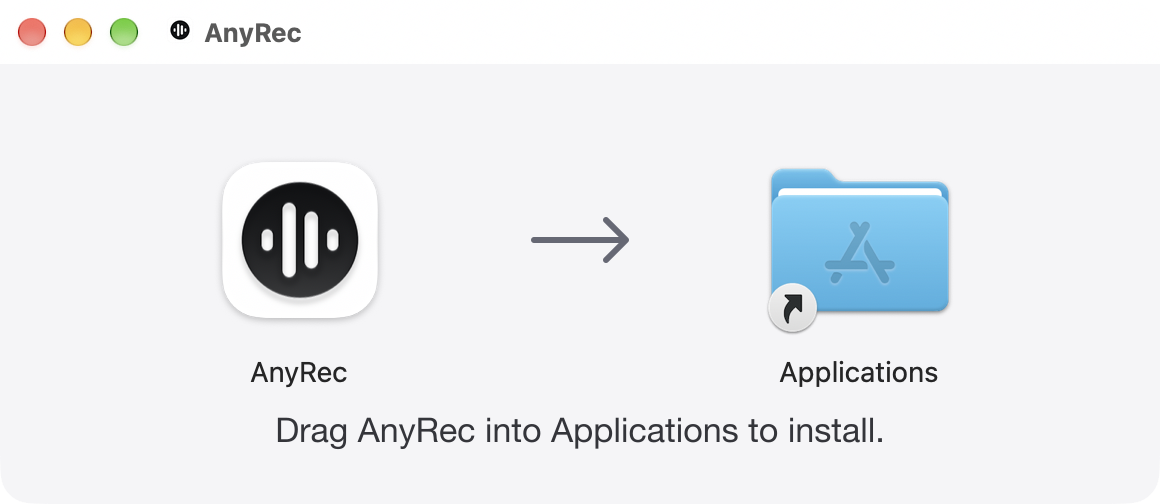 AnyRec
AnyRec
Applications
Drag AnyRec into Applications to install.